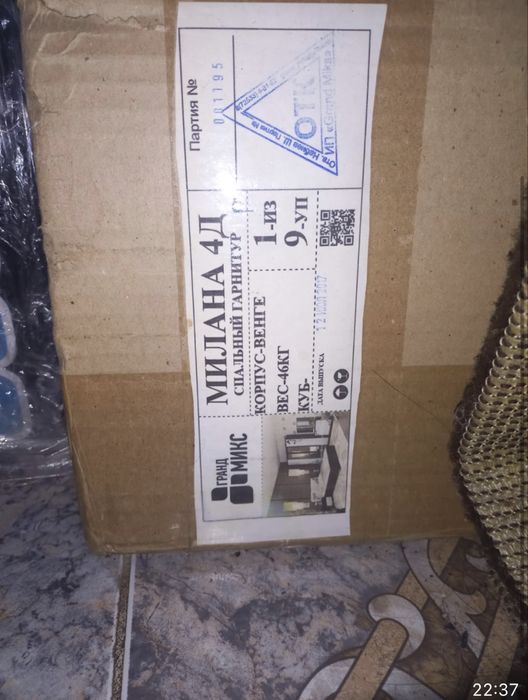 Партия №
001195
ОТК
ИП «Grand Mikas»
МИЛАНА 4Д
СПАЛЬНЫЙ ГАРНИТУР
1-ИЗ
9-УП
КОРПУС-ВЕНГЕ
ВЕС-46КГ
КУБ-
ДАТА ВЫПУСКА
ГРАНД
МИКС
22:37